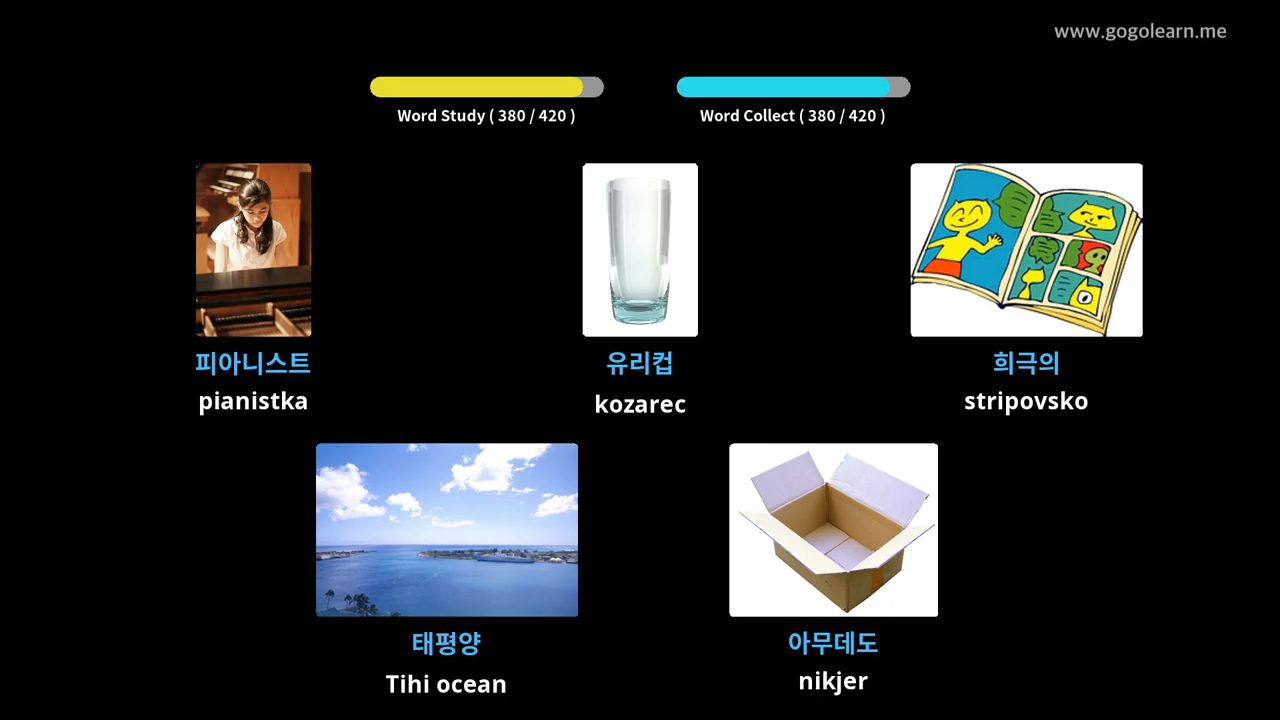 www.gogolearn.me
Word Study ( 380 / 420 )
Word Collect ( 380 / 420 )
피아니스트
pianistka
유리컵
kozarec
희극의
stripovsko
태평양
Tihi ocean
아무데도
nikjer